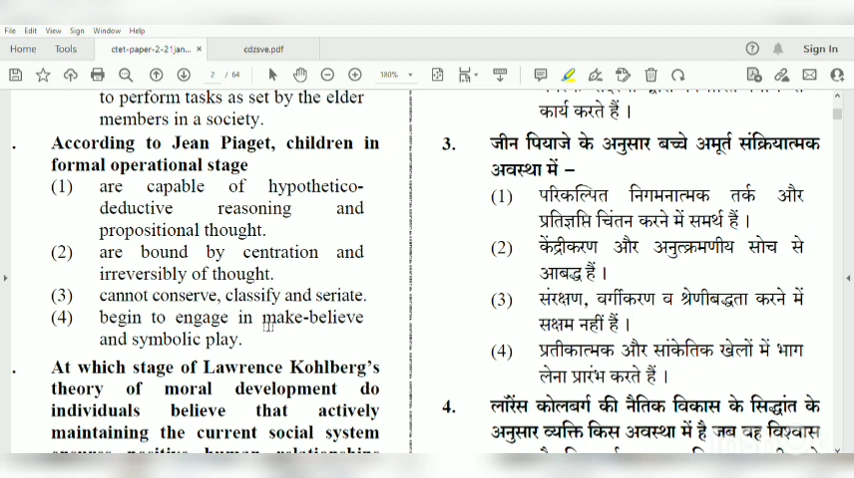 File Edit View Sign Window Help
Home Tools ctet-paper-2-21jan... × cdzsve.pdf Sign In
2 / 64 180%
to perform tasks as set by the elder
members in a society.
. According to Jean Piaget, children in
formal operational stage
(1) are capable of hypothetico-
deductive reasoning and
propositional thought.
(2) are bound by centration and
irreversibly of thought.
(3) cannot conserve, classify and seriate.
(4) begin to engage in make-believe
and symbolic play.
. At which stage of Lawrence Kohlberg's
theory of moral development do
individuals believe that actively
maintaining the current social system
कार्य करते हैं ।
3. जीन पियाजे के अनुसार बच्चे अमूर्त संक्रियात्मक
अवस्था में –
(1) परिकल्पित निगमनात्मक तर्क और
प्रतिज्ञप्ति चिंतन करने में समर्थ हैं ।
(2) केंद्रीकरण और अनुत्क्रमणीय सोच से
आबद्ध हैं ।
(3) संरक्षण, वर्गीकरण व श्रेणीबद्धता करने में
सक्षम नहीं हैं ।
(4) प्रतीकात्मक और सांकेतिक खेलों में भाग
लेना प्रारंभ करते हैं ।
4. लॉरेंस कोलबर्ग की नैतिक विकास के सिद्धांत के
अनुसार व्यक्ति किस अवस्था में है जब वह विश्वास